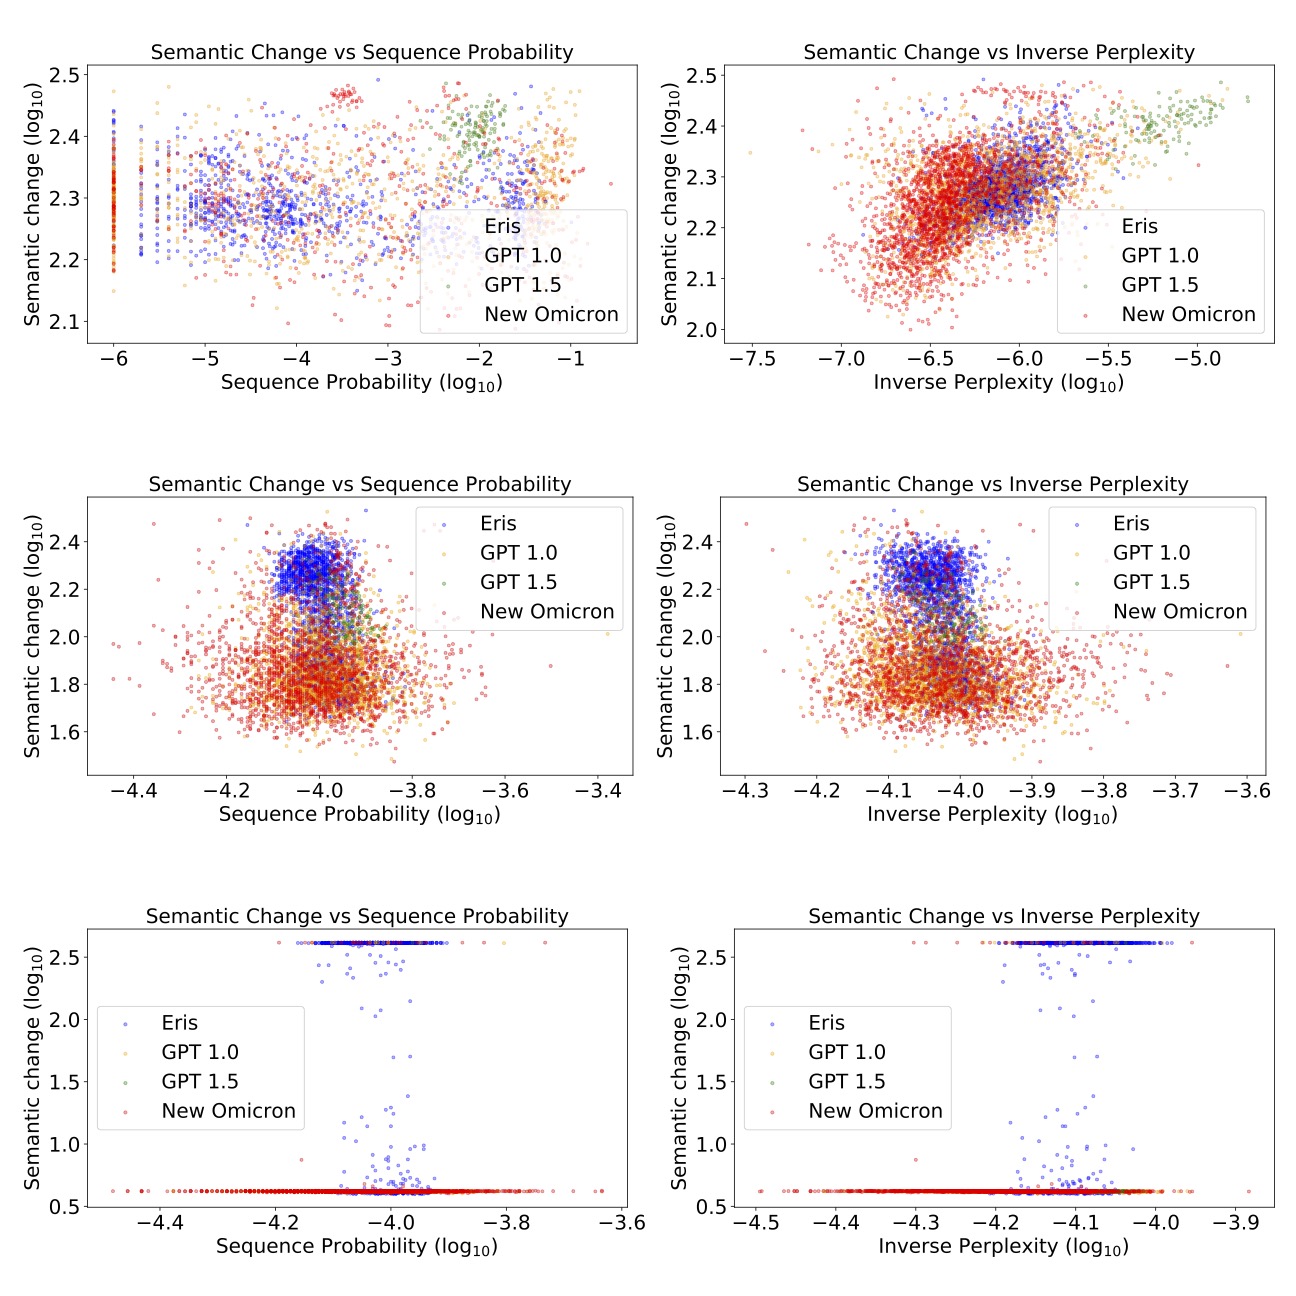 Semantic Change vs Sequence Probability
Semantic change (log10)
2.5
2.4
2.3
2.2
2.1
Eris
GPT 1.0
GPT 1.5
New Omicron
−6 −5 −4 −3 −2 −1
Sequence Probability (log10)
Semantic Change vs Inverse Perplexity
Semantic change (log10)
2.5
2.4
2.3
2.2
2.1
2.0
Eris
GPT 1.0
GPT 1.5
New Omicron
−7.5 −7.0 −6.5 −6.0 −5.5 −5.0
Inverse Perplexity (log10)
Semantic Change vs Sequence Probability
Semantic change (log10)
2.4
2.2
2.0
1.8
1.6
Eris
GPT 1.0
GPT 1.5
New Omicron
−4.4 −4.2 −4.0 −3.8 −3.6 −3.4
Sequence Probability (log10)
Semantic Change vs Inverse Perplexity
Semantic change (log10)
2.4
2.2
2.0
1.8
1.6
Eris
GPT 1.0
GPT 1.5
New Omicron
−4.3 −4.2 −4.1 −4.0 −3.9 −3.8 −3.7 −3.6
Inverse Perplexity (log10)
Semantic Change vs Sequence Probability
Semantic change (log10)
2.5
2.0
1.5
1.0
0.5
Eris
GPT 1.0
GPT 1.5
New Omicron
−4.4 −4.2 −4.0 −3.8 −3.6
Sequence Probability (log10)
Semantic Change vs Inverse Perplexity
Semantic change (log10)
2.5
2.0
1.5
1.0
0.5
Eris
GPT 1.0
GPT 1.5
New Omicron
−4.5 −4.4 −4.3 −4.2 −4.1 −4.0 −3.9
Inverse Perplexity (log10)